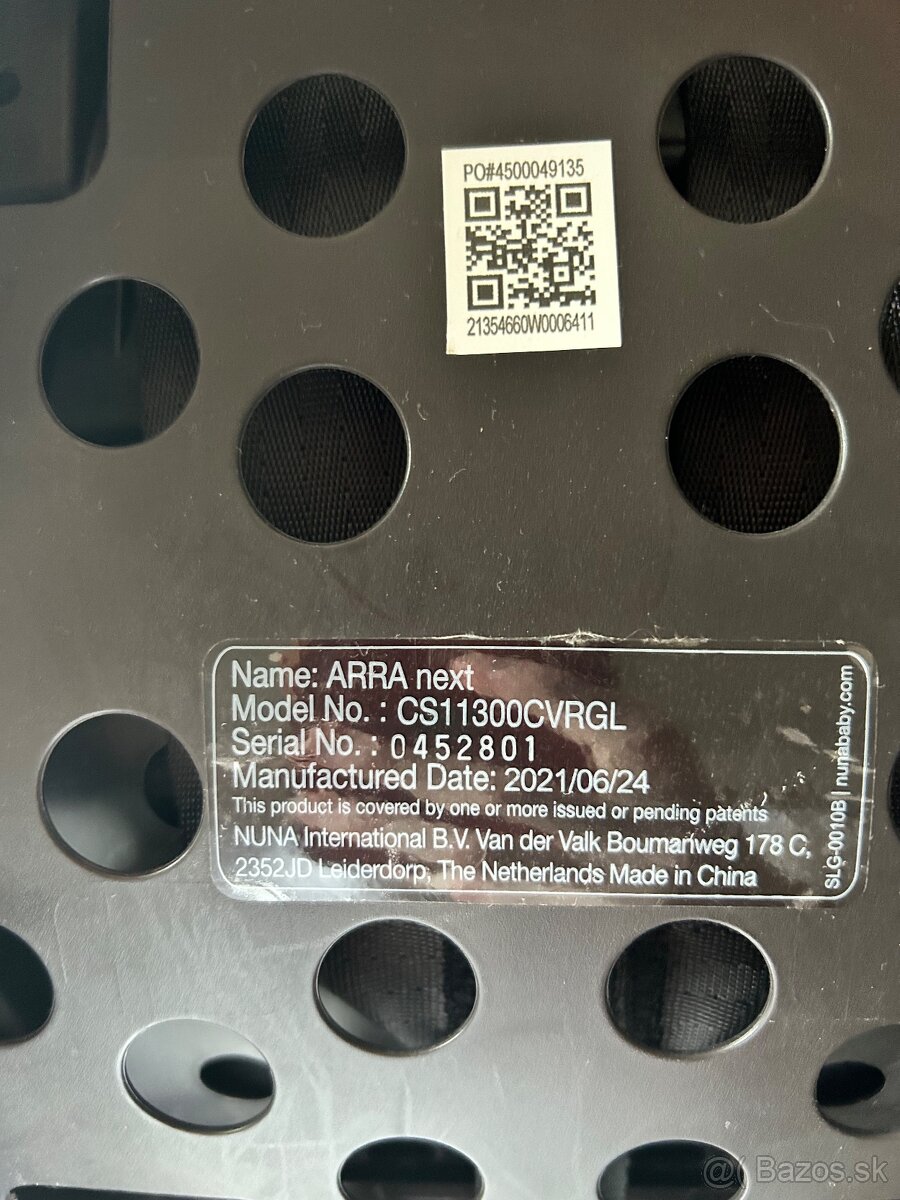 PO#4500049135
21354660W0006411
Name: ARRA next
Model No. : CS11300CVRGL
Serial No. : 0452801
Manufactured Date: 2021/06/24
This product is covered by one or more issued or pending patents
NUNA International B.V. Van der Valk Boumanweg 178 C,
2352JD Leiderdorp, The Netherlands Made in China
SLG-0010B | nunababy.com
@( Bazos.sk